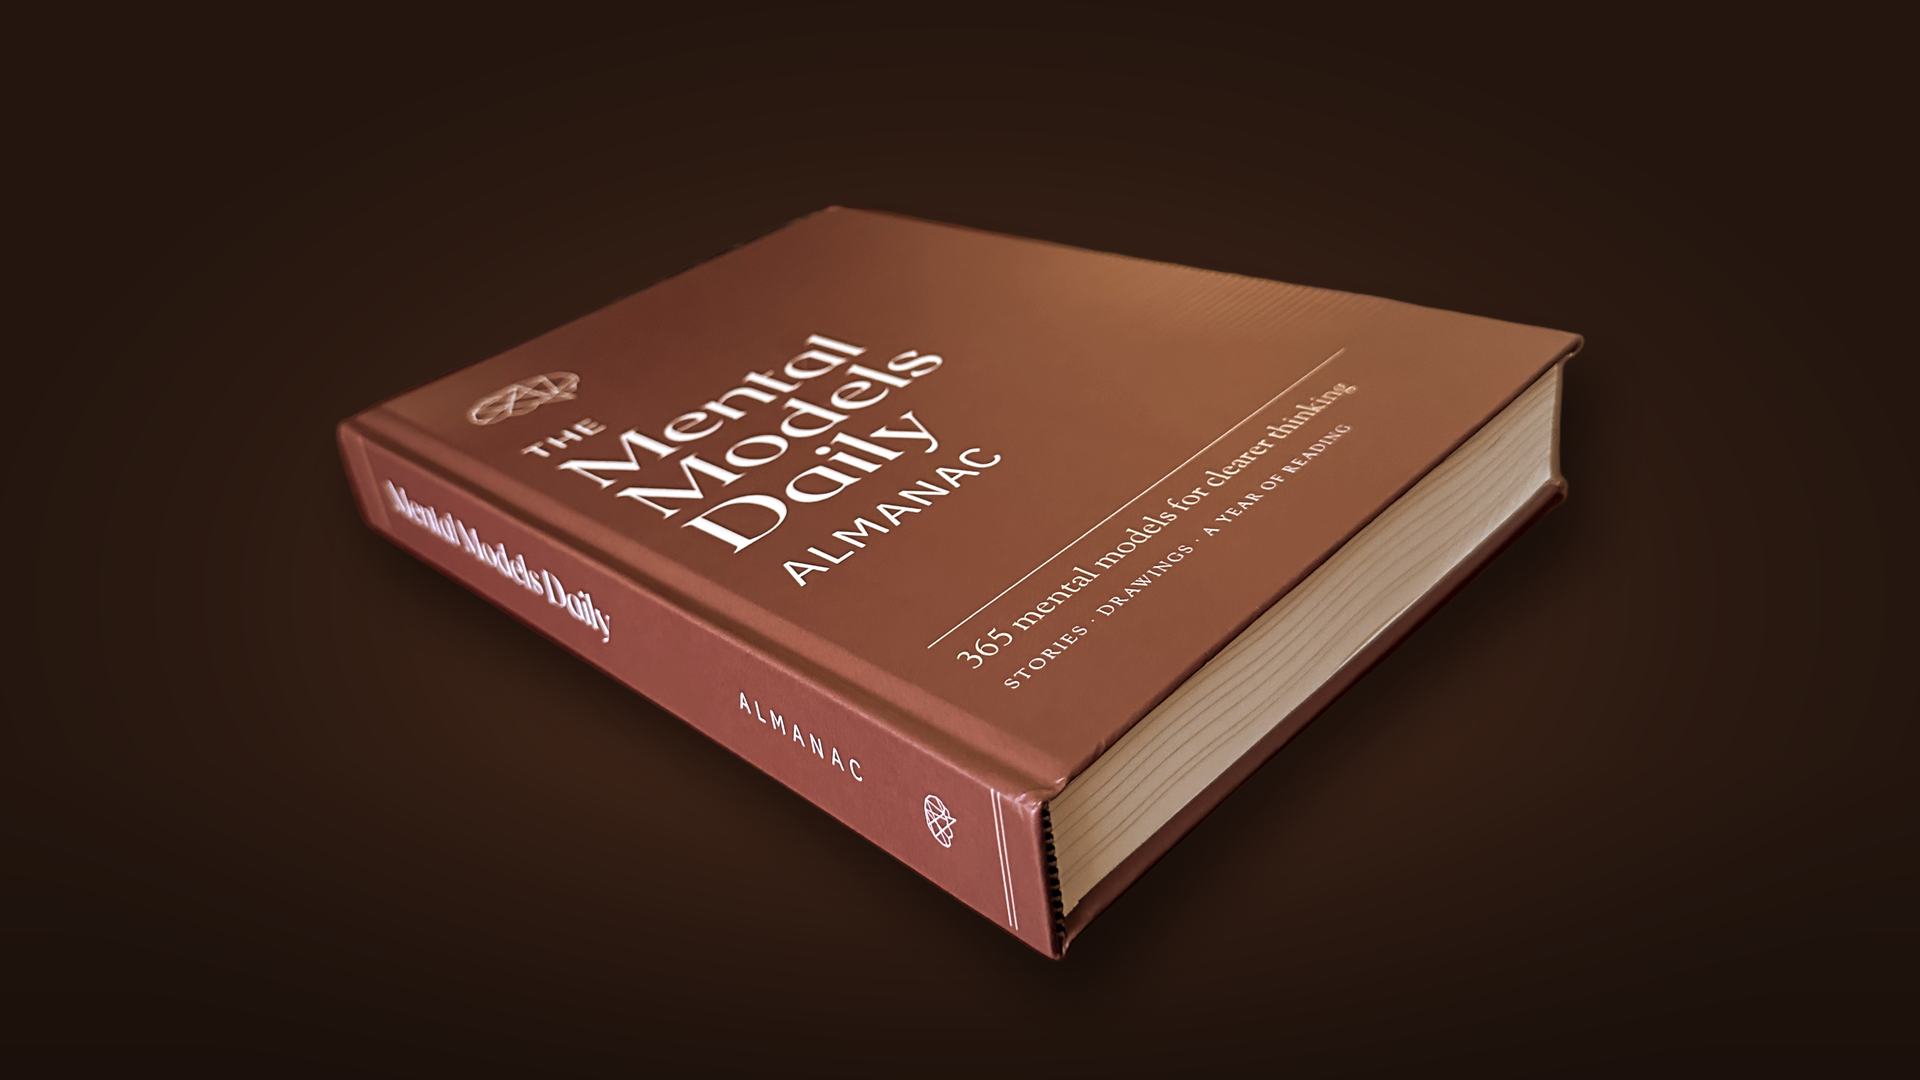 THE
Mental
Models
Daily
ALMANAC
365 mental models for clearer thinking
STORIES · DRAWINGS · A YEAR OF READING
Mental Models Daily
ALMANAC